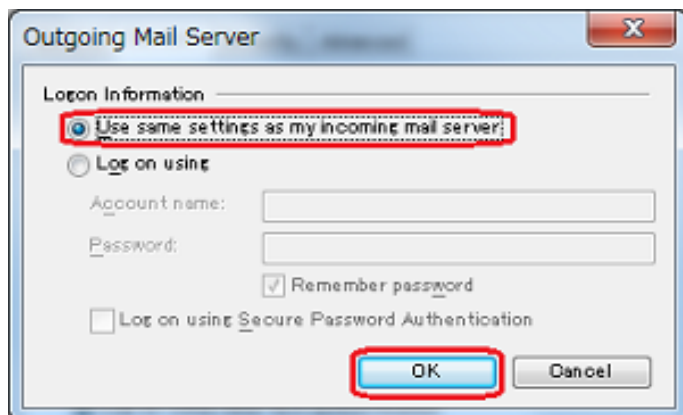 Outgoing Mail Server
Logon Information
Use same settings as my incoming mail server
Log on using
Account name:
Password:
Remember password
Log on using Secure Password Authentication
OK Cancel